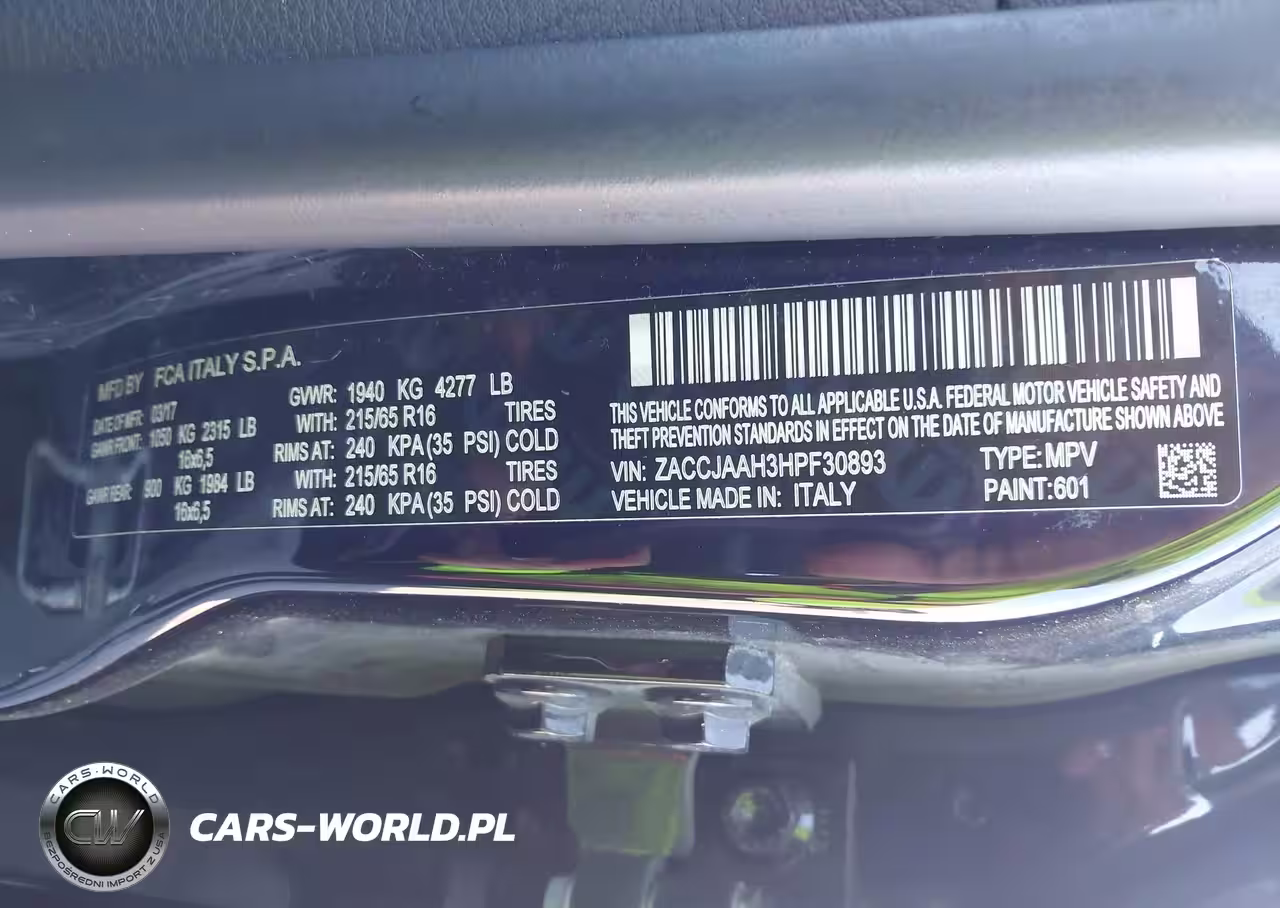 MFD BY FCA ITALY S.P.A.
DATE OF MFR: 03/17
GAWR FRONT: 1050 KG 2315 LB
16x6,5
GAWR REAR: 900 KG 1984 LB
16x6,5
GVWR: 1940 KG 4277 LB
WITH: 215/65 R16 TIRES
RIMS AT: 240 KPA(35 PSI) COLD
WITH: 215/65 R16 TIRES
RIMS AT: 240 KPA(35 PSI) COLD
THIS VEHICLE CONFORMS TO ALL APPLICABLE U.S.A. FEDERAL MOTOR VEHICLE SAFETY AND
THEFT PREVENTION STANDARDS IN EFFECT ON THE DATE OF MANUFACTURE SHOWN ABOVE
VIN: ZACCJAAH3HPF30893 TYPE: MPV
VEHICLE MADE IN: ITALY PAINT:601
CARS-WORLD
CW
BEZPOŚREDNI IMPORT Z USA
CARS-WORLD.PL